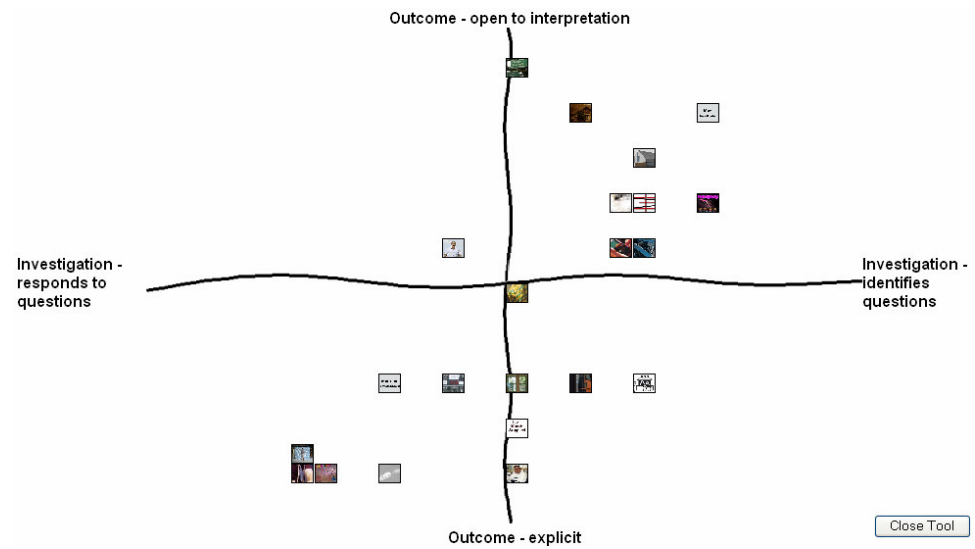 Outcome - open to interpretation
Investigation -
responds to
questions
Investigation -
identifies
questions
Outcome - explicit
Close Tool